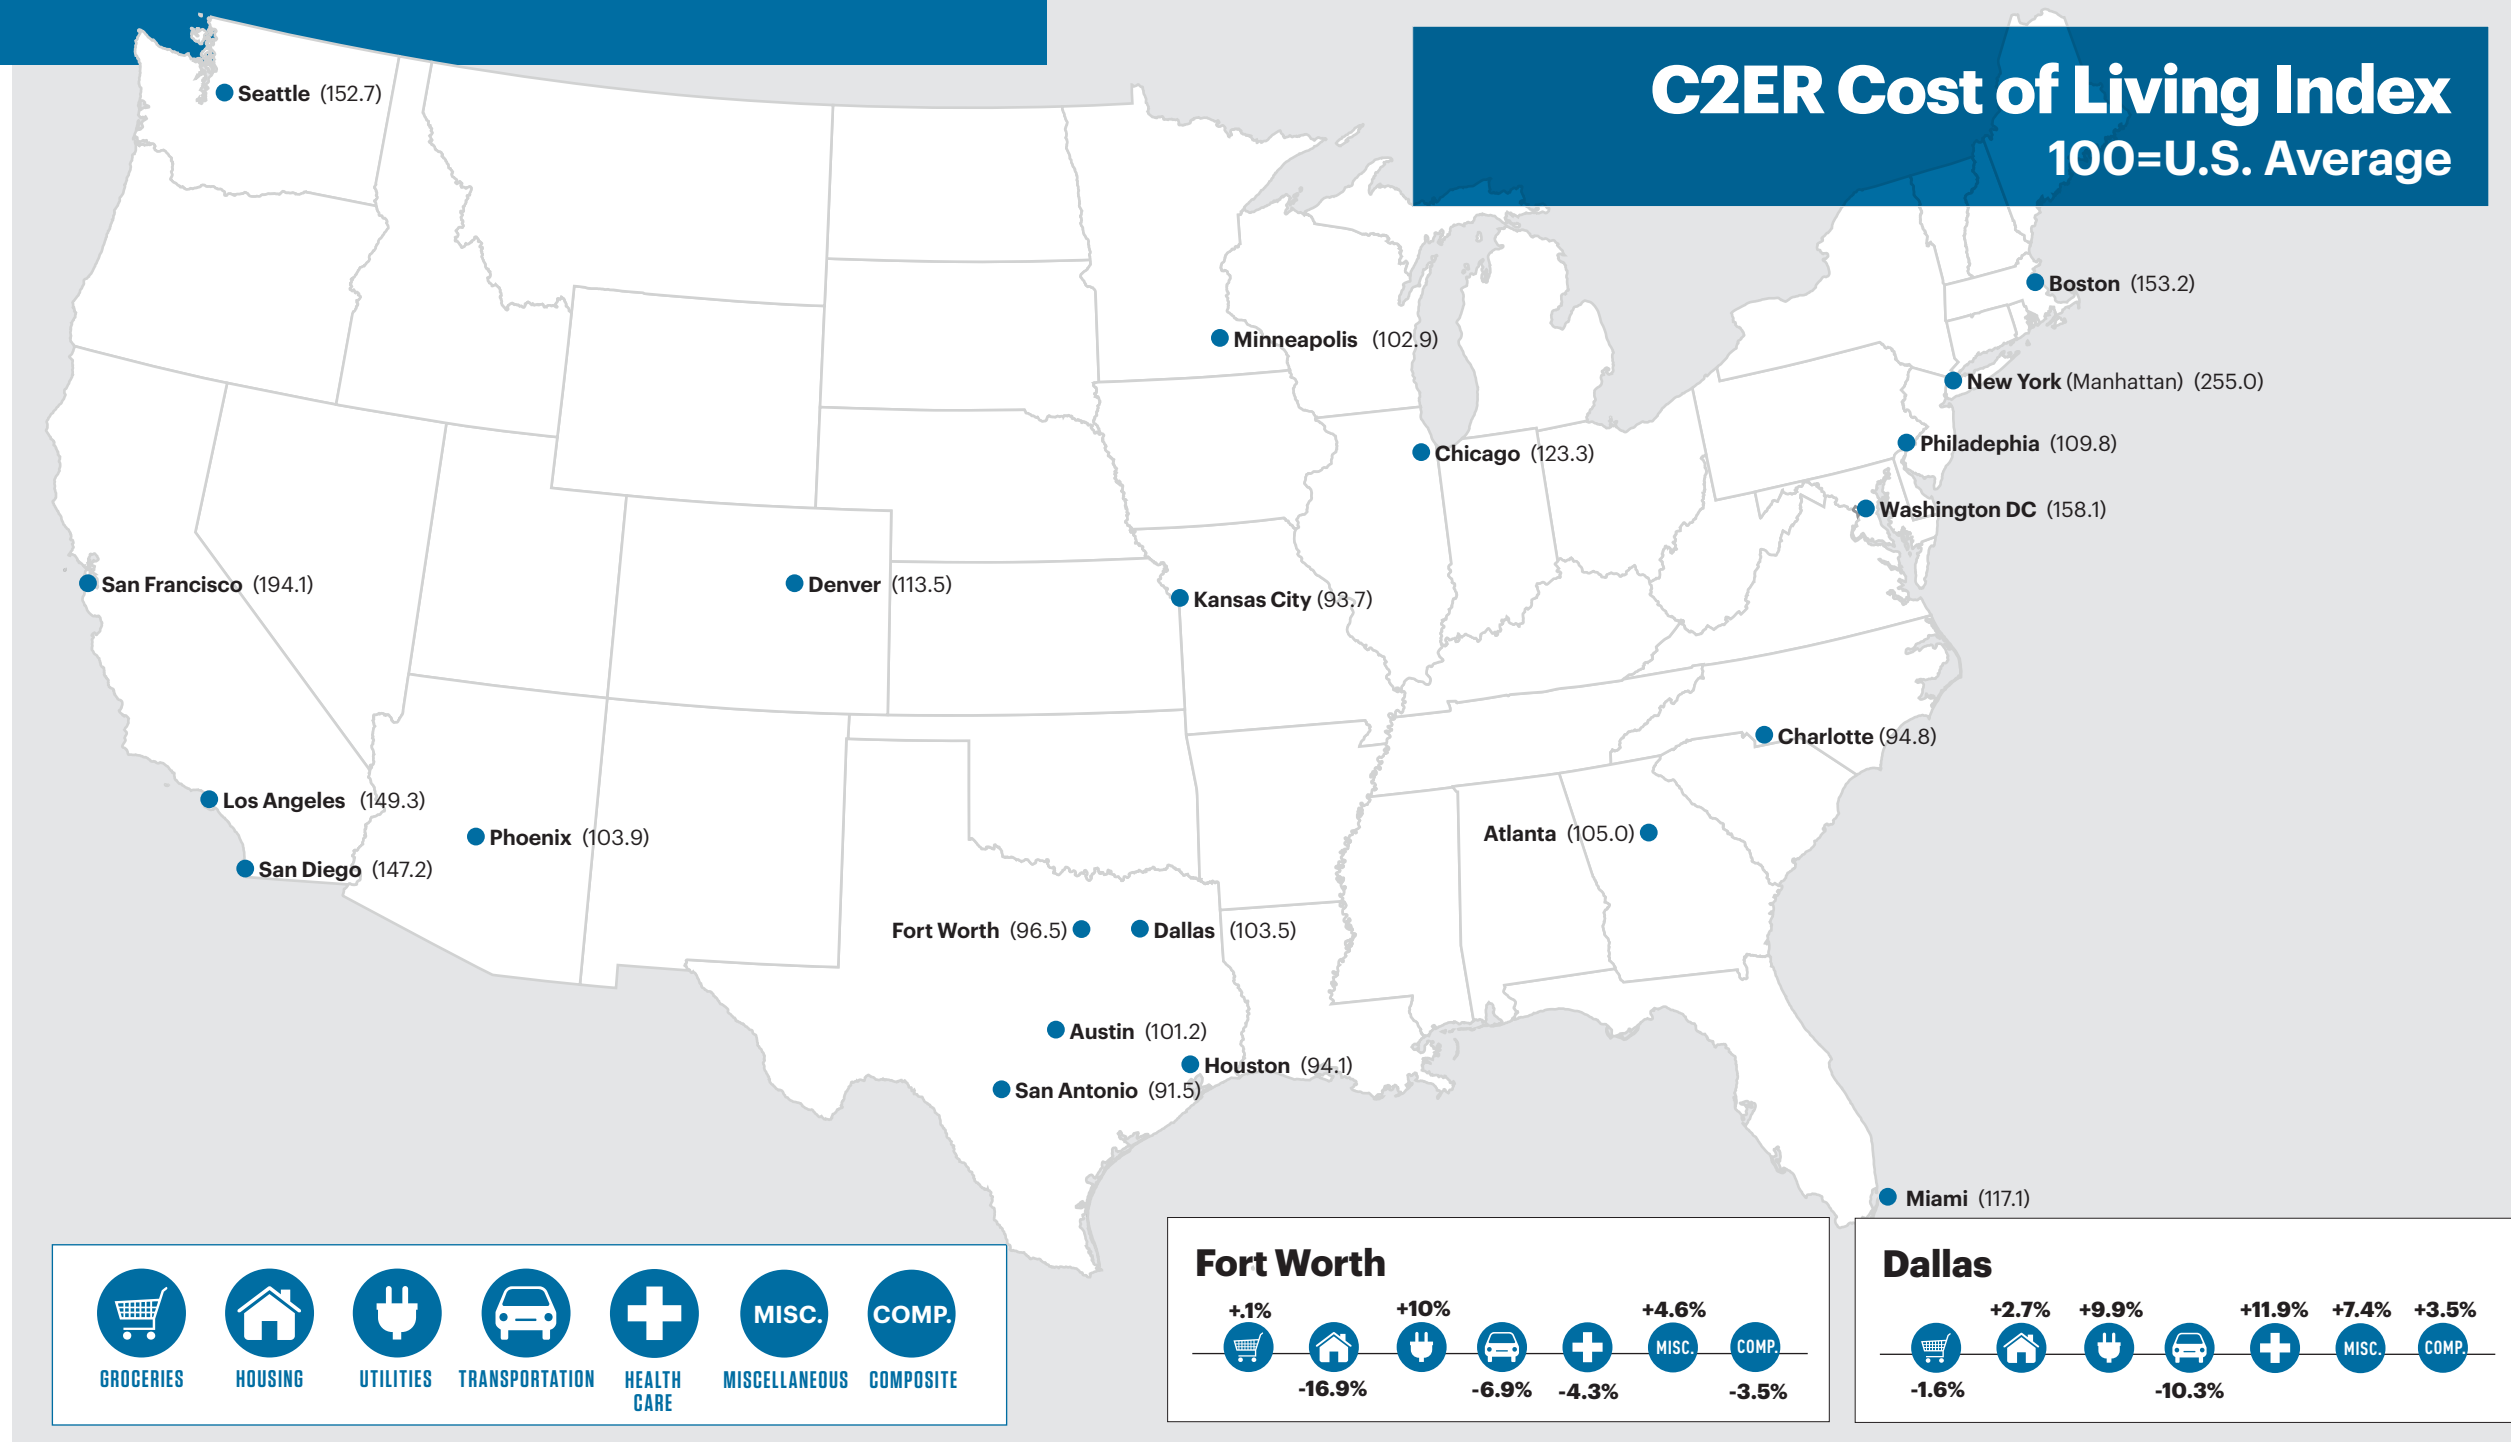 C2ER Cost of Living Index
100=U.S. Average
Seattle (152.7)
Boston (153.2)
Minneapolis (102.9)
New York (Manhattan) (255.0)
Chicago (123.3)
Philadephia (109.8)
Washington DC (158.1)
San Francisco (194.1)
Denver (113.5)
Kansas City (93.7)
Charlotte (94.8)
Los Angeles (149.3)
Phoenix (103.9)
Atlanta (105.0)
San Diego (147.2)
Fort Worth (96.5)
Dallas (103.5)
Austin (101.2)
Houston (94.1)
San Antonio (91.5)
Miami (117.1)
MISC. COMP.
GROCERIES HOUSING UTILITIES TRANSPORTATION HEALTH CARE MISCELLANEOUS COMPOSITE
Fort Worth
+.1% +10% +4.6%
MISC. COMP.
-16.9% -6.9% -4.3% -3.5%
Dallas
+2.7% +9.9% +11.9% +7.4% +3.5%
MISC. COMP.
-1.6% -10.3%